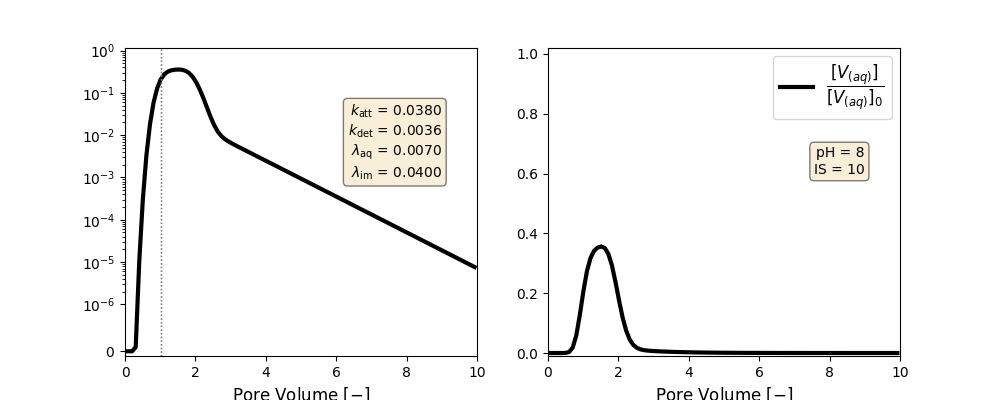 10⁰
10⁻¹
10⁻²
10⁻³
10⁻⁴
10⁻⁵
10⁻⁶
0
k_att = 0.0380
k_det = 0.0036
λ_aq = 0.0070
λ_im = 0.0400
0 2 4 6 8 10
Pore Volume [−]
1.0
0.8
0.6
0.4
0.2
0.0
[V_(aq)]
[V_(aq)]₀
pH = 8
IS = 10
0 2 4 6 8 10
Pore Volume [−]